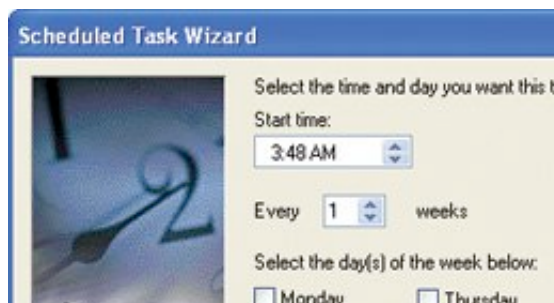 Scheduled Task Wizard
Select the time and day you want this t
Start time:
3:48 AM
Every 1 weeks
Select the day(s) of the week below:
Monday Thursday
2